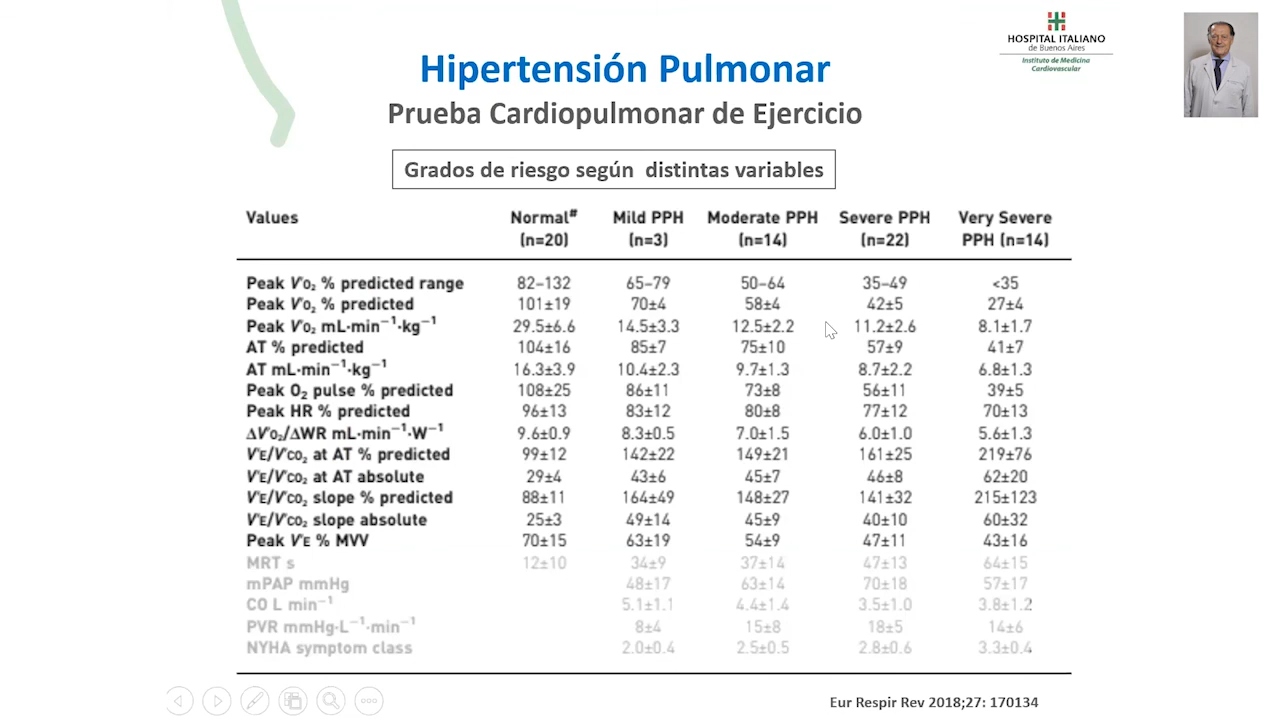 HOSPITAL ITALIANO
de Buenos Aires
Instituto de Medicina
Cardiovascular
Hipertensión Pulmonar
Prueba Cardiopulmonar de Ejercicio
Grados de riesgo según distintas variables
Values Normal# Mild PPH Moderate PPH Severe PPH Very Severe
(n=20) (n=3) (n=14) (n=22) PPH (n=14)
Peak V'O₂ % predicted range 82–132 65–79 50–64 35–49 <35
Peak V'O₂ % predicted 101±19 70±4 58±4 42±5 27±4
Peak V'O₂ mL·min⁻¹·kg⁻¹ 29.5±6.6 14.5±3.3 12.5±2.2 11.2±2.6 8.1±1.7
AT % predicted 104±16 85±7 75±10 57±9 41±7
AT mL·min⁻¹·kg⁻¹ 16.3±3.9 10.4±2.3 9.7±1.3 8.7±2.2 6.8±1.3
Peak O₂ pulse % predicted 108±25 86±11 73±8 56±11 39±5
Peak HR % predicted 96±13 83±12 80±8 77±12 70±13
ΔV'O₂/ΔWR mL·min⁻¹·W⁻¹ 9.6±0.9 8.3±0.5 7.0±1.5 6.0±1.0 5.6±1.3
V'E/V'CO₂ at AT % predicted 99±12 142±22 149±21 161±25 219±76
V'E/V'CO₂ at AT absolute 29±4 43±6 45±7 46±8 62±20
V'E/V'CO₂ slope % predicted 88±11 164±49 148±27 141±32 215±123
V'E/V'CO₂ slope absolute 25±3 49±14 45±9 40±10 60±32
Peak V'E % MVV 70±15 63±19 54±9 47±11 43±16
MRT s 12±10 34±9 37±14 47±13 64±15
mPAP mmHg 48±17 63±14 70±18 57±17
CO L min⁻¹ 5.1±1.1 4.4±1.4 3.5±1.0 3.8±1.2
PVR mmHg·L⁻¹·min⁻¹ 8±4 15±8 18±5 14±6
NYHA symptom class 2.0±0.4 2.5±0.5 2.8±0.6 3.3±0.4
Eur Respir Rev 2018;27: 170134